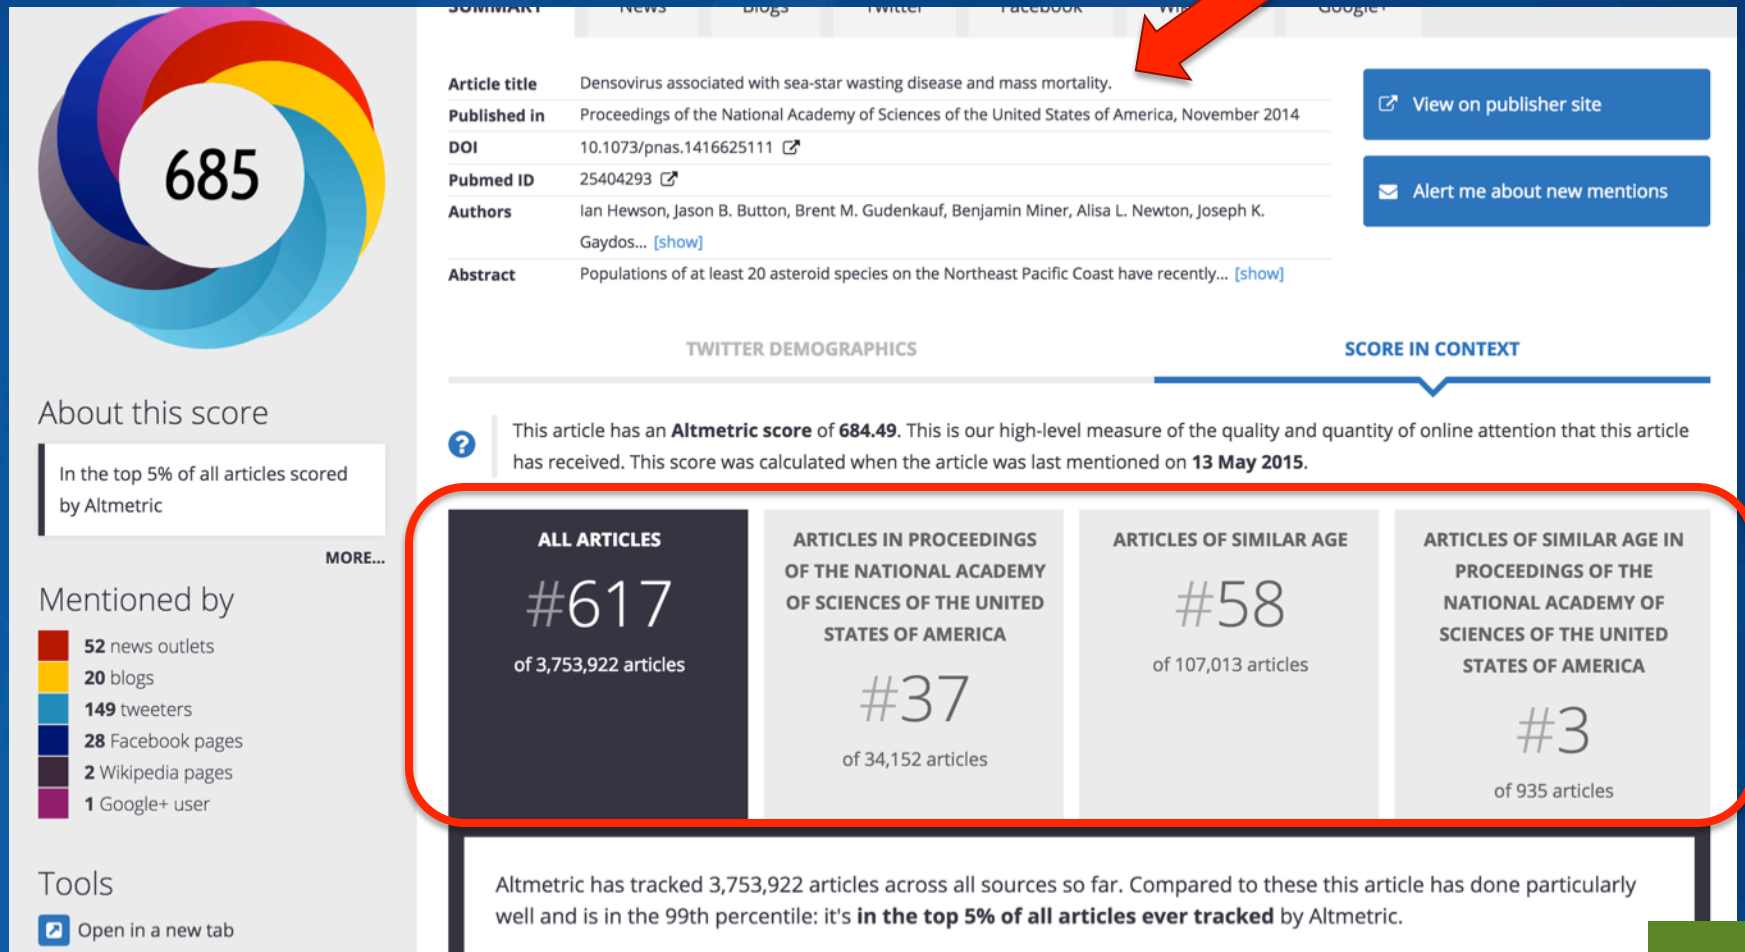 SUMMARY News Blogs Twitter Facebook Google+
685
Article title Densovirus associated with sea-star wasting disease and mass mortality.
Published in Proceedings of the National Academy of Sciences of the United States of America, November 2014
DOI 10.1073/pnas.1416625111
Pubmed ID 25404293
Authors Ian Hewson, Jason B. Button, Brent M. Gudenkauf, Benjamin Miner, Alisa L. Newton, Joseph K.
Gaydos... [show]
Abstract Populations of at least 20 asteroid species on the Northeast Pacific Coast have recently... [show]
View on publisher site
Alert me about new mentions
TWITTER DEMOGRAPHICS
SCORE IN CONTEXT
This article has an Altmetric score of 684.49. This is our high-level measure of the quality and quantity of online attention that this article
has received. This score was calculated when the article was last mentioned on 13 May 2015.
About this score
In the top 5% of all articles scored
by Altmetric
MORE...
Mentioned by
52 news outlets
20 blogs
149 tweeters
28 Facebook pages
2 Wikipedia pages
1 Google+ user
Tools
Open in a new tab
ALL ARTICLES
#617
of 3,753,922 articles
ARTICLES IN PROCEEDINGS
OF THE NATIONAL ACADEMY
OF SCIENCES OF THE UNITED
STATES OF AMERICA
#37
of 34,152 articles
ARTICLES OF SIMILAR AGE
#58
of 107,013 articles
ARTICLES OF SIMILAR AGE IN
PROCEEDINGS OF THE
NATIONAL ACADEMY OF
SCIENCES OF THE UNITED
STATES OF AMERICA
#3
of 935 articles
Altmetric has tracked 3,753,922 articles across all sources so far. Compared to these this article has done particularly
well and is in the 99th percentile: it's in the top 5% of all articles ever tracked by Altmetric.